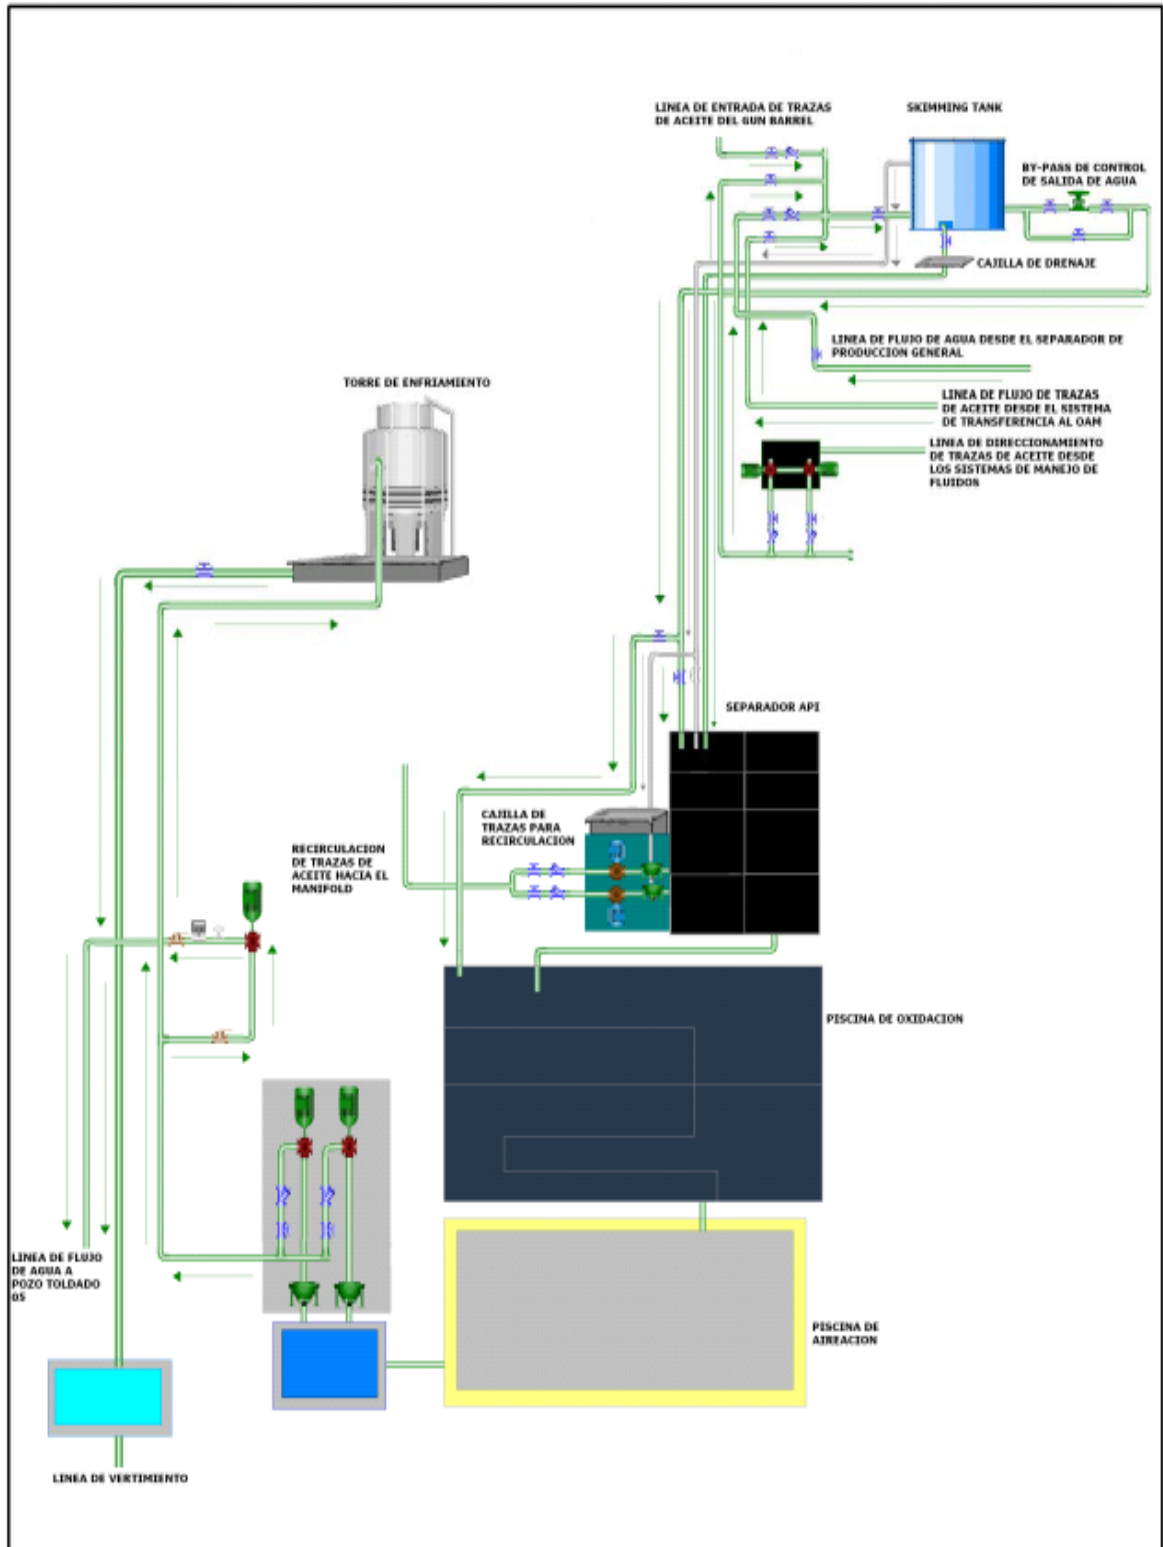 LINEA DE ENTRADA DE TRAZAS
DE ACEITE DEL GUN BARREL
SKIMMING TANK
BY-PASS DE CONTROL
DE SALIDA DE AGUA
CAJILLA DE DRENAJE
LINEA DE FLUJO DE AGUA DESDE EL SEPARADOR DE
PRODUCCION GENERAL
TORRE DE ENFRIAMIENTO
LINEA DE FLUJO DE TRAZAS
DE ACEITE DESDE EL SISTEMA
DE TRANSFERENCIA AL OAM
LINEA DE DIRECCIONAMIENTO
DE TRAZAS DE ACEITE DESDE
LOS SISTEMAS DE MANEJO DE
FLUIDOS
SEPARADOR API
CAJILLA DE
TRAZAS PARA
RECIRCULACION
RECIRCULACION
DE TRAZAS DE
ACEITE HACIA EL
MANIFOLD
PISCINA DE OXIDACION
LINEA DE FLUJO
DE AGUA A
POZO TOLDADO
05
PISCINA DE
AIREACION
LINEA DE VERTIMIENTO